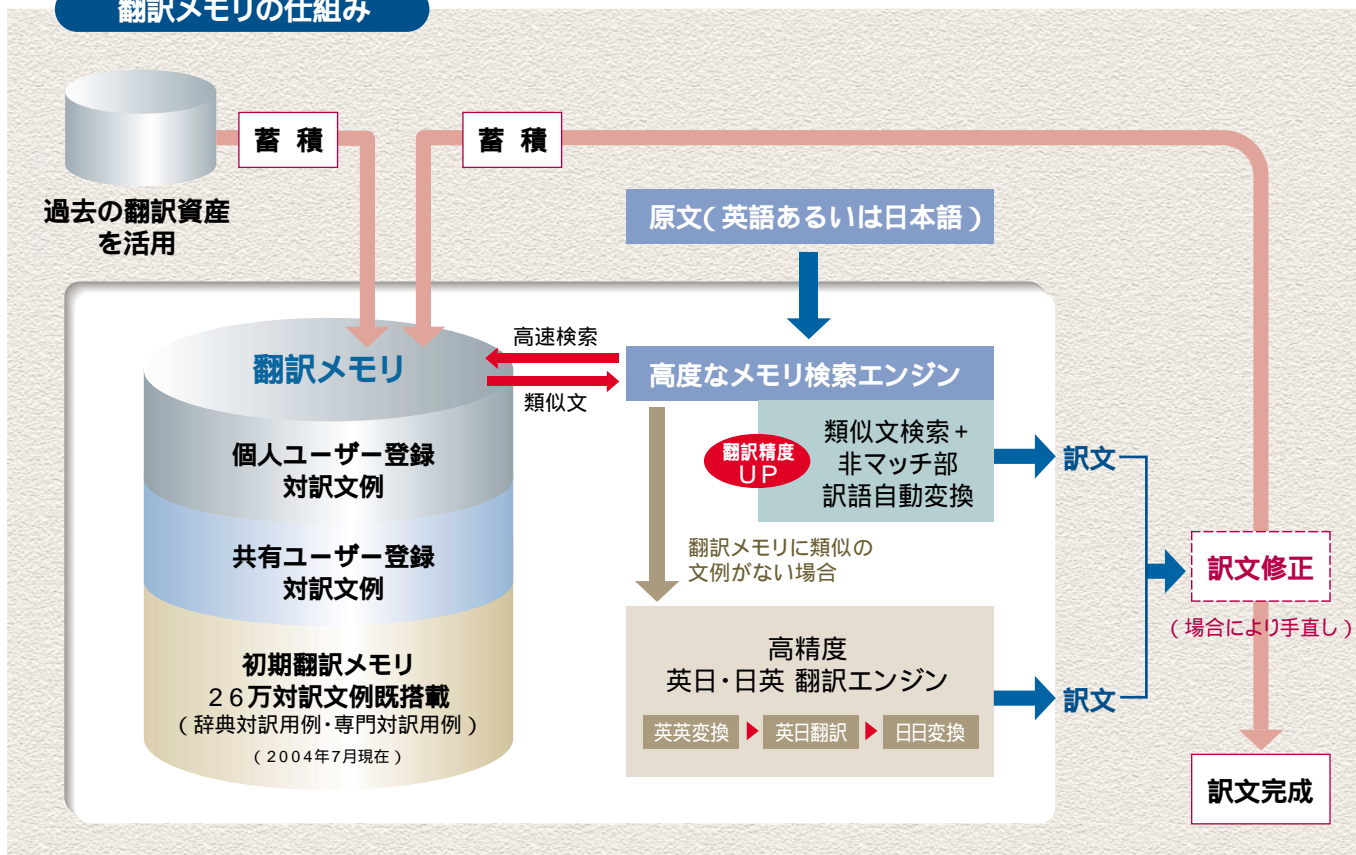 翻訳メモリの仕組み
蓄積
蓄積
過去の翻訳資産
を活用
原文(英語あるいは日本語)
翻訳メモリ
高速検索
類似文
高度なメモリ検索エンジン
個人ユーザー登録
対訳文例
共有ユーザー登録
対訳文例
初期翻訳メモリ
26万対訳文例既搭載
(辞典対訳用例・専門対訳用例)
(2004年7月現在)
翻訳精度
UP
類似文検索+
非マッチ部
訳語自動変換
訳文
翻訳メモリに類似の
文例がない場合
高精度
英日・日英 翻訳エンジン
英英変換
英日翻訳
日日変換
訳文
訳文修正
(場合により手直し)
訳文完成